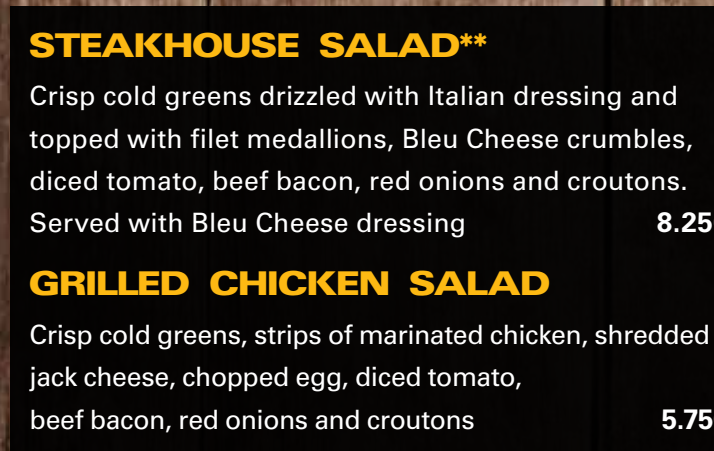 STEAKHOUSE SALAD**
Crisp cold greens drizzled with Italian dressing and
topped with filet medallions, Bleu Cheese crumbles,
diced tomato, beef bacon, red onions and croutons.
Served with Bleu Cheese dressing 8.25
GRILLED CHICKEN SALAD
Crisp cold greens, strips of marinated chicken, shredded
jack cheese, chopped egg, diced tomato,
beef bacon, red onions and croutons 5.75